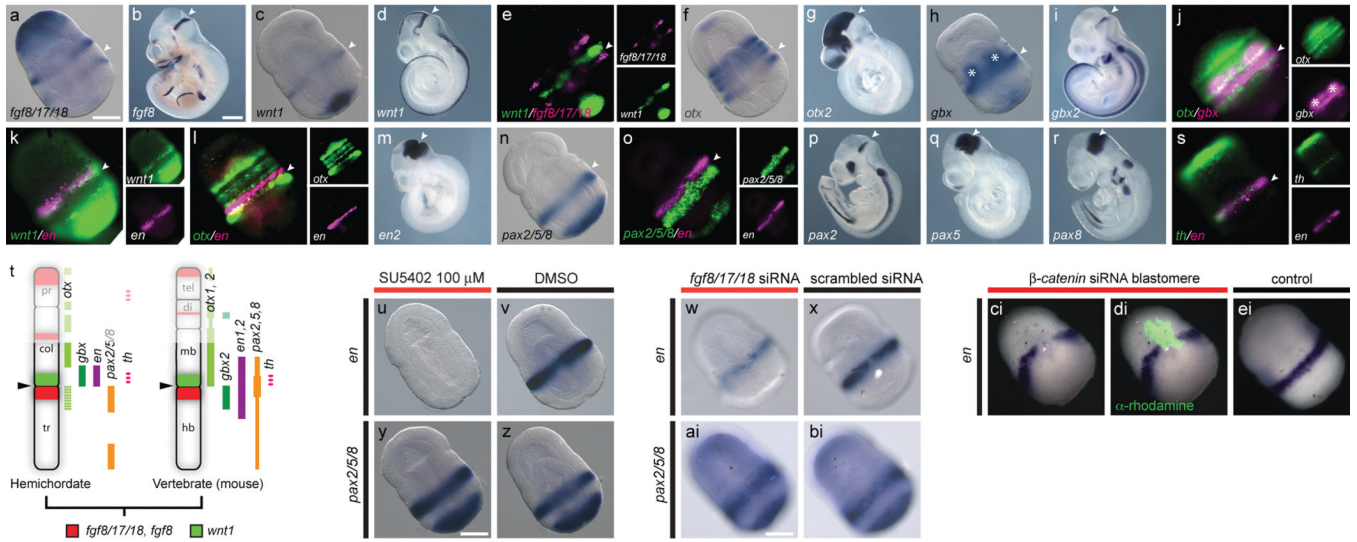 a
fgf8/17/18
b
fgf8
c
wnt1
d
wnt1
e
wnt1/fgf8/17/18
fgf8/17/18
wnt1
f
otx
g
otx2
h
* *
gbx
i
gbx2
j
otx/gbx
otx
* *
gbx
k
wnt1/en
wnt1
en
l
otx/en
otx
en
m
en2
n
pax2/5/8
o
pax2/5/8/en
pax2/5/8
en
p
pax2
q
pax5
r
pax8
s
th/en
th
en
t
pr
col
tr
otx
gbx
en
pax2/5/8
th
Hemichordate
tel
di
mb
hb
otx1, 2
gbx2
en1,2
pax2,5,8
th
Vertebrate (mouse)
fgf8/17/18, fgf8
wnt1
SU5402 100 µM
DMSO
en
u
v
pax2/5/8
y
z
fgf8/17/18 siRNA
scrambled siRNA
en
w
x
pax2/5/8
ai
bi
β-catenin siRNA blastomere
control
en
ci
di
α-rhodamine
ei